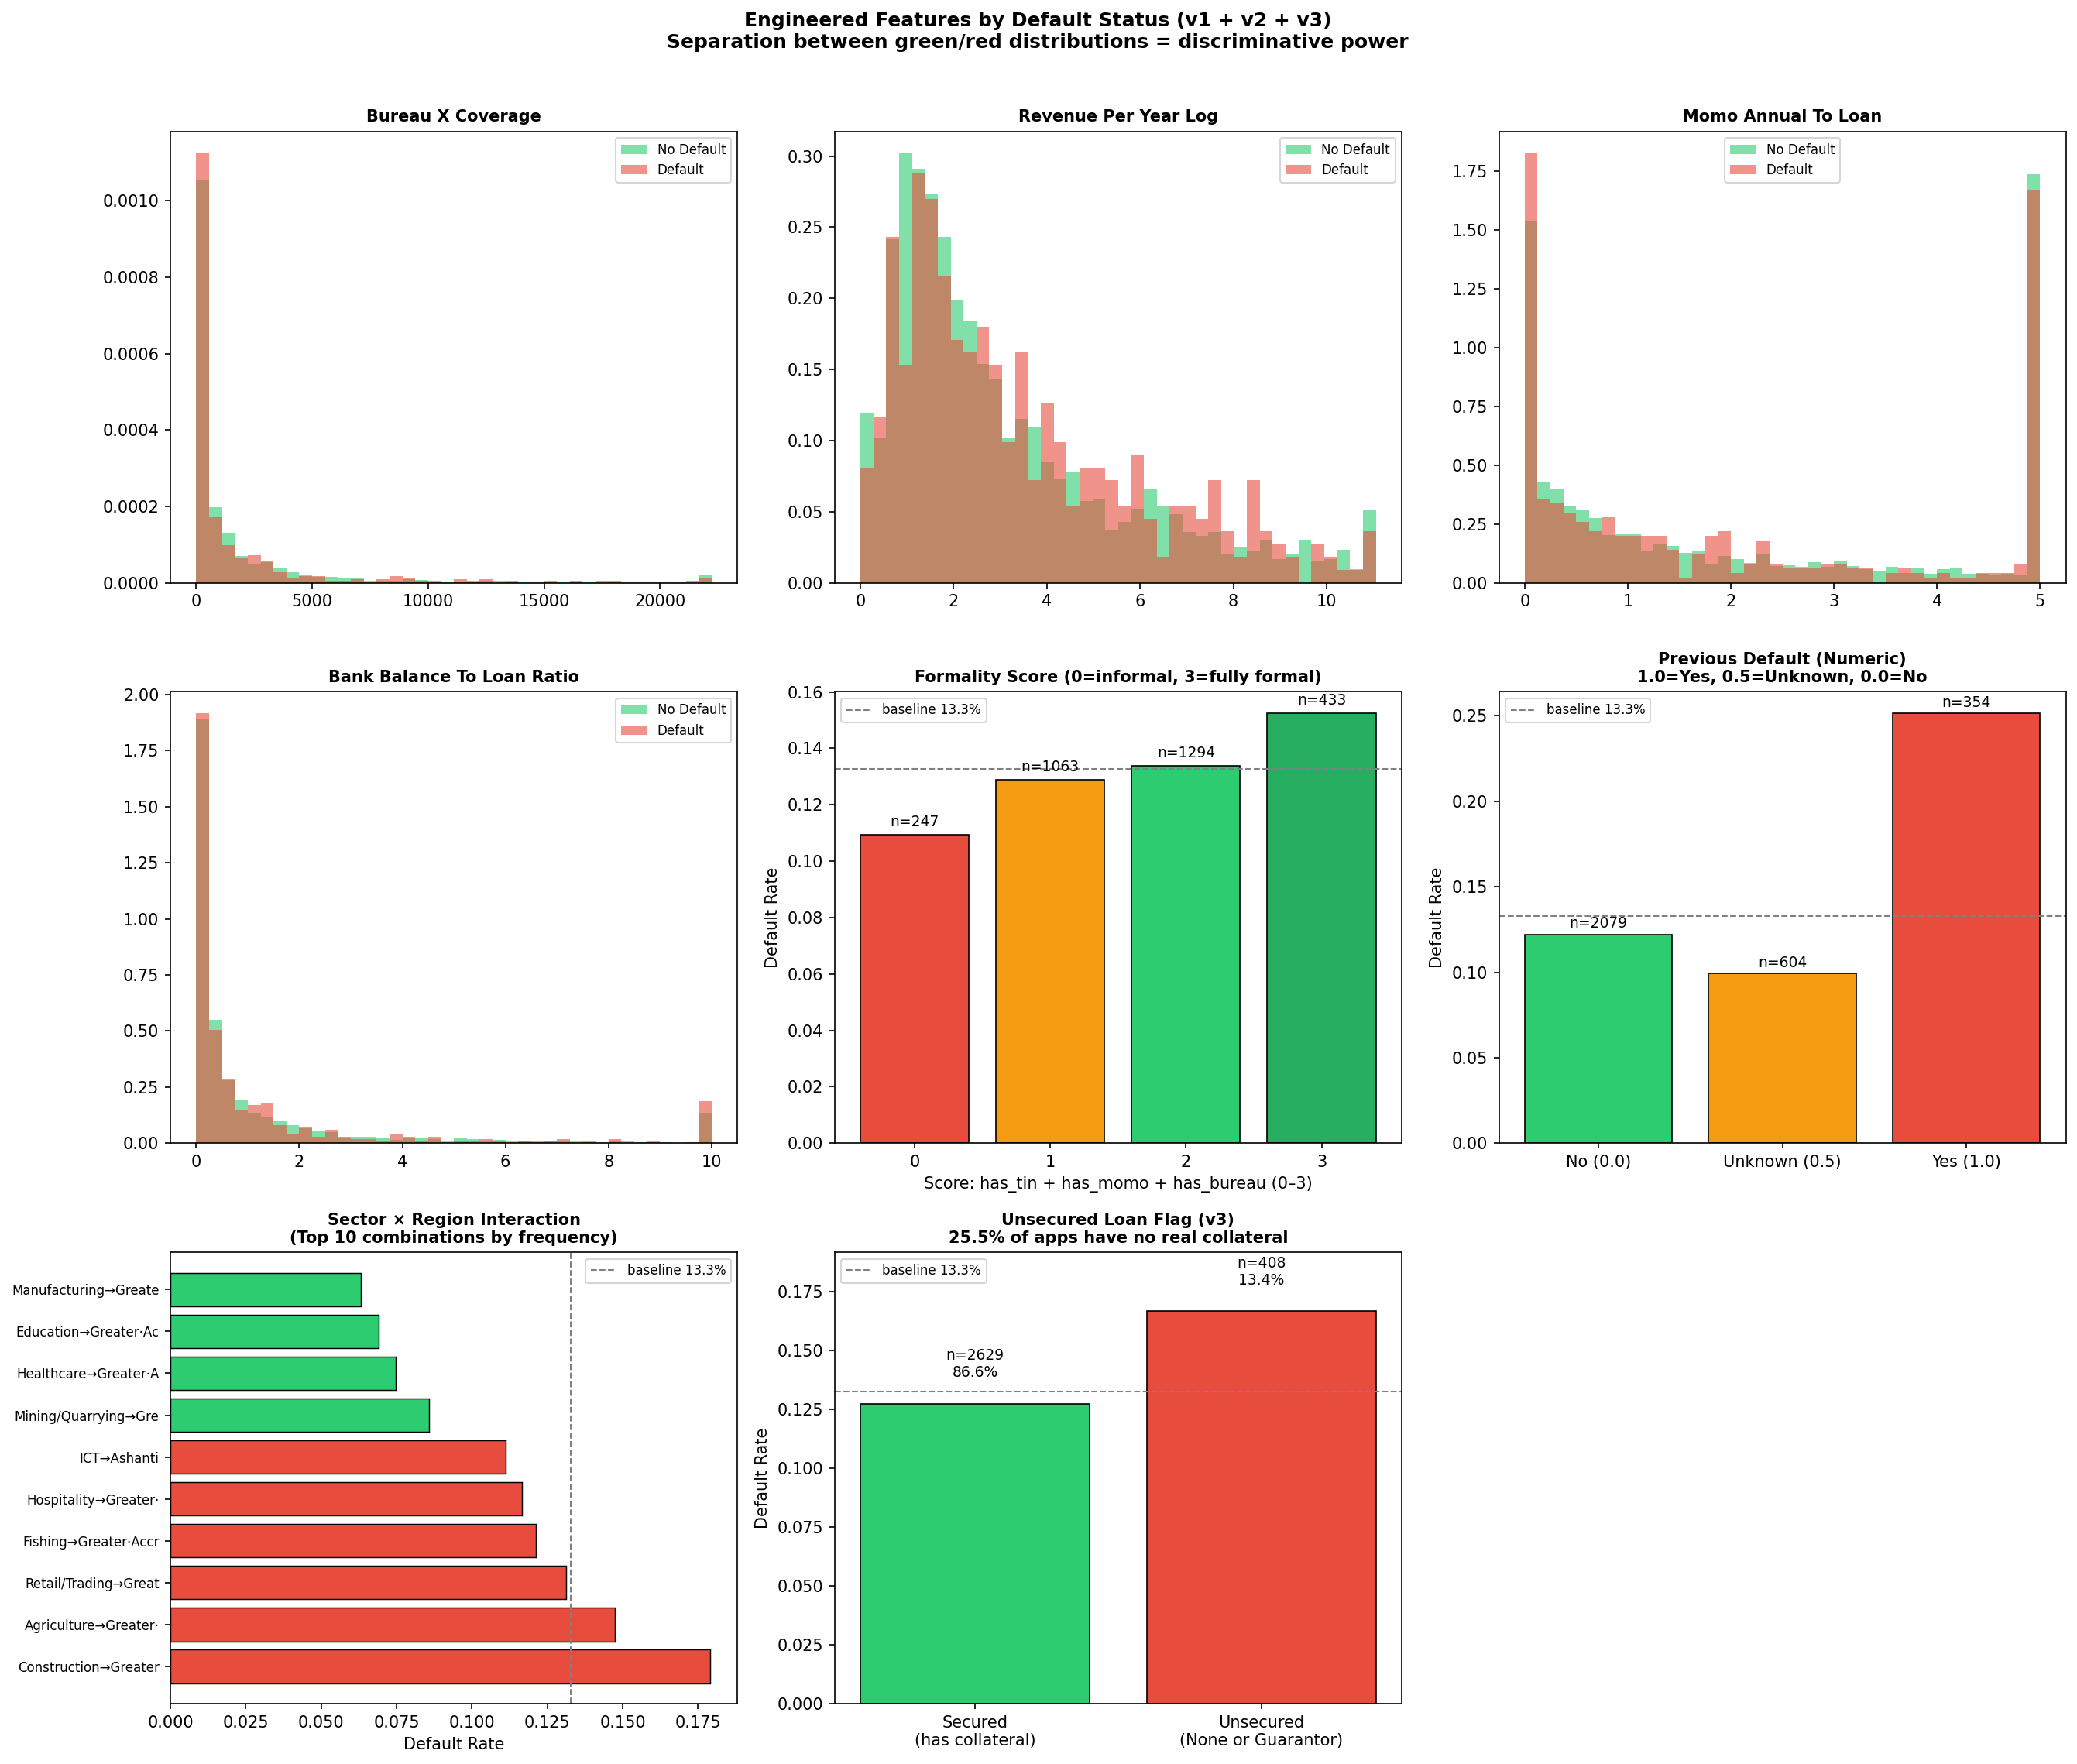 Engineered Features by Default Status (v1 + v2 + v3)
Separation between green/red distributions = discriminative power
Bureau X Coverage
No Default
Default
0.0010
0.0008
0.0006
0.0004
0.0002
0.0000
0 5000 10000 15000 20000
Revenue Per Year Log
No Default
Default
0.30
0.25
0.20
0.15
0.10
0.05
0.00
0 2 4 6 8 10
Momo Annual To Loan
No Default
Default
1.75
1.50
1.25
1.00
0.75
0.50
0.25
0.00
0 1 2 3 4 5
Bank Balance To Loan Ratio
No Default
Default
2.00
1.75
1.50
1.25
1.00
0.75
0.50
0.25
0.00
0 2 4 6 8 10
Formality Score (0=informal, 3=fully formal)
baseline 13.3%
n=247
n=1063
n=1294
n=433
Default Rate
0.16
0.14
0.12
0.10
0.08
0.06
0.04
0.02
0.00
0 1 2 3
Score: has_tin + has_momo + has_bureau (0–3)
Previous Default (Numeric)
1.0=Yes, 0.5=Unknown, 0.0=No
baseline 13.3%
n=2079
n=604
n=354
Default Rate
0.25
0.20
0.15
0.10
0.05
0.00
No (0.0) Unknown (0.5) Yes (1.0)
Sector × Region Interaction
(Top 10 combinations by frequency)
baseline 13.3%
Manufacturing→Greate
Education→Greater·Ac
Healthcare→Greater·A
Mining/Quarrying→Gre
ICT→Ashanti
Hospitality→Greater·
Fishing→Greater·Accr
Retail/Trading→Great
Agriculture→Greater·
Construction→Greater
0.000 0.025 0.050 0.075 0.100 0.125 0.150 0.175
Default Rate
Unsecured Loan Flag (v3)
25.5% of apps have no real collateral
baseline 13.3%
n=2629
86.6%
n=408
13.4%
Default Rate
0.175
0.150
0.125
0.100
0.075
0.050
0.025
0.000
Secured
(has collateral)
Unsecured
(None or Guarantor)